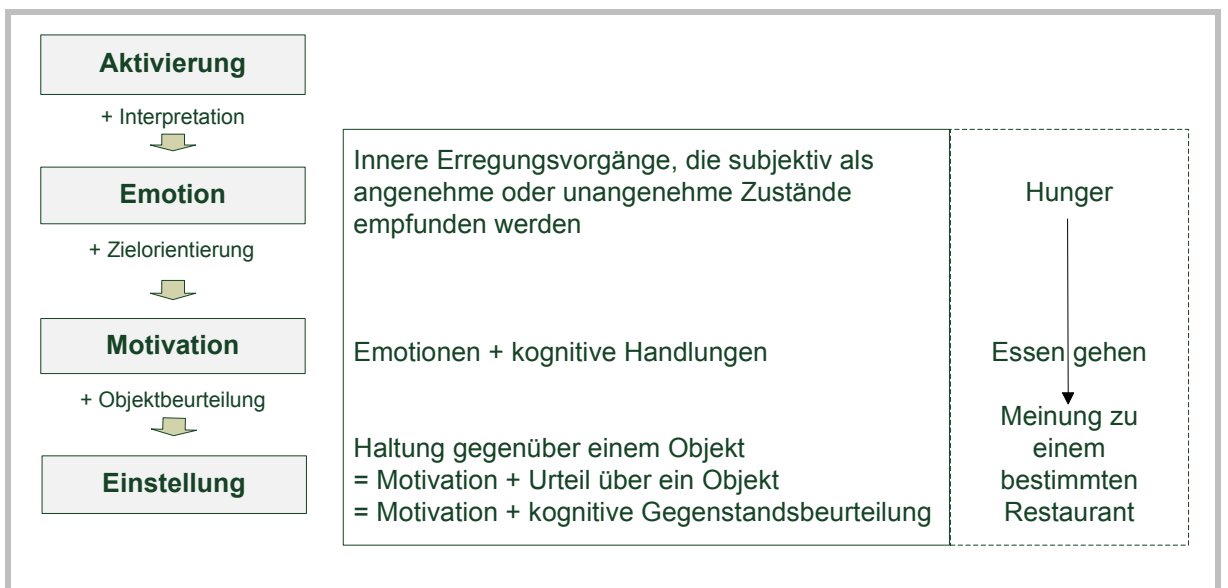 Aktivierung
+ Interpretation
Emotion
+ Zielorientierung
Motivation
+ Objektbeurteilung
Einstellung
Innere Erregungsvorgänge, die subjektiv als
angenehme oder unangenehme Zustände
empfunden werden
Emotionen + kognitive Handlungen
Haltung gegenüber einem Objekt
= Motivation + Urteil über ein Objekt
= Motivation + kognitive Gegenstandsbeurteilung
Hunger
Essen gehen
Meinung zu
einem
bestimmten
Restaurant